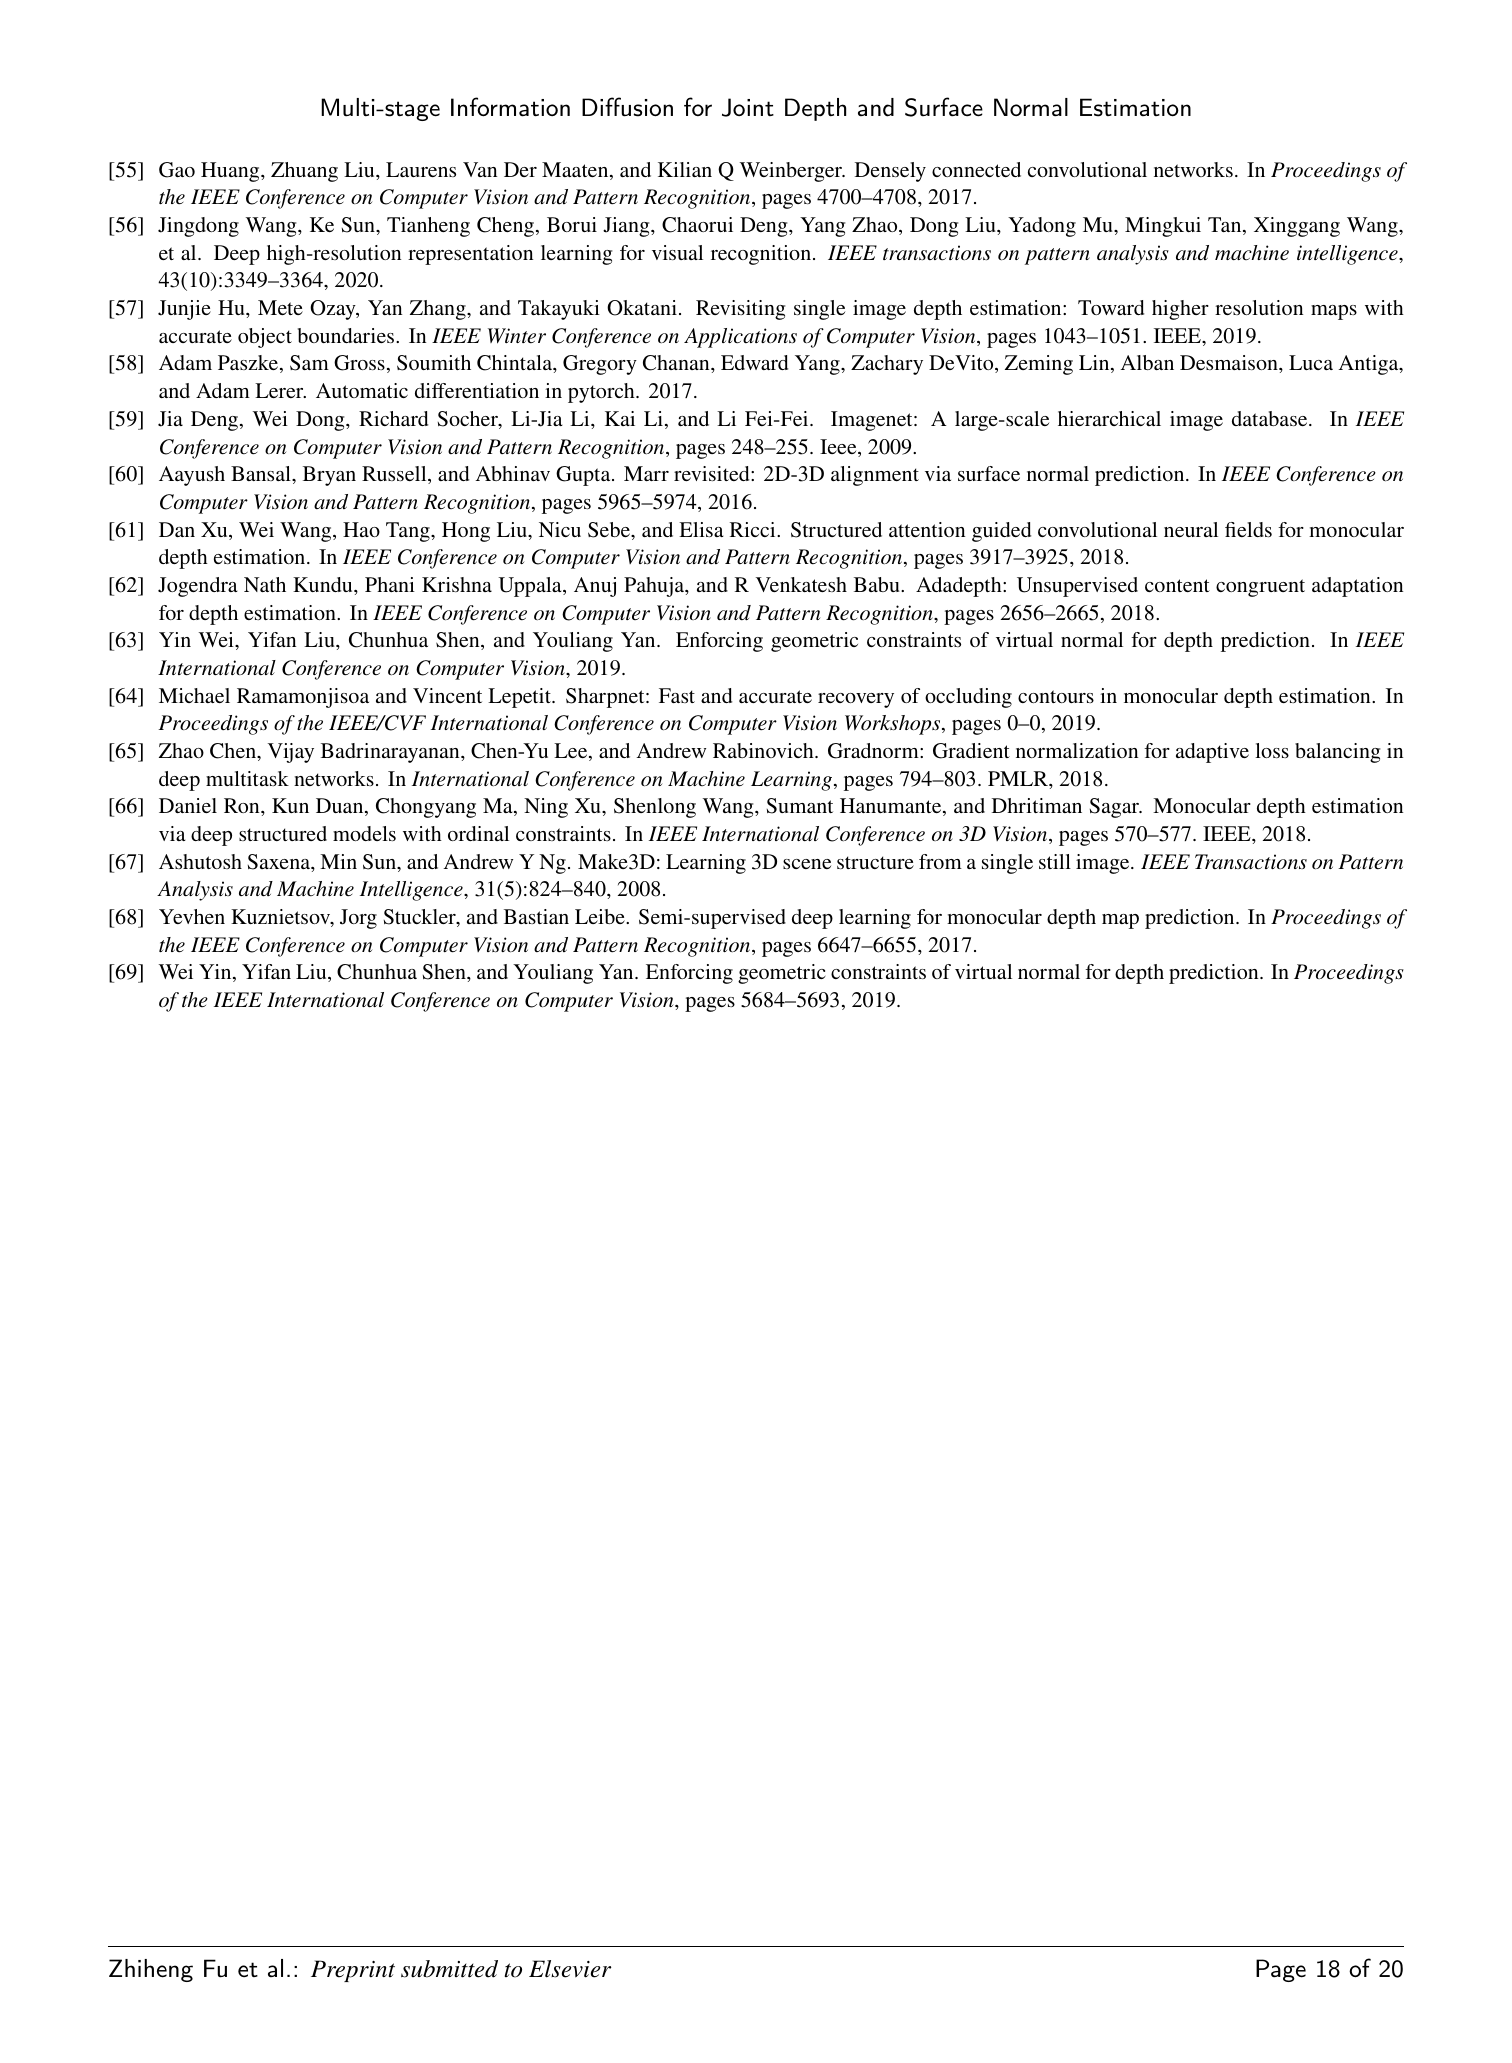 Multi-stage Information Diffusion for Joint Depth and Surface Normal Estimation
[55] Gao Huang, Zhuang Liu, Laurens Van Der Maaten, and Kilian Q Weinberger. Densely connected convolutional networks. In Proceedings of
the IEEE Conference on Computer Vision and Pattern Recognition, pages 4700–4708, 2017.
[56] Jingdong Wang, Ke Sun, Tianheng Cheng, Borui Jiang, Chaorui Deng, Yang Zhao, Dong Liu, Yadong Mu, Mingkui Tan, Xinggang Wang,
et al. Deep high-resolution representation learning for visual recognition. IEEE transactions on pattern analysis and machine intelligence,
43(10):3349–3364, 2020.
[57] Junjie Hu, Mete Ozay, Yan Zhang, and Takayuki Okatani. Revisiting single image depth estimation: Toward higher resolution maps with
accurate object boundaries. In IEEE Winter Conference on Applications of Computer Vision, pages 1043–1051. IEEE, 2019.
[58] Adam Paszke, Sam Gross, Soumith Chintala, Gregory Chanan, Edward Yang, Zachary DeVito, Zeming Lin, Alban Desmaison, Luca Antiga,
and Adam Lerer. Automatic differentiation in pytorch. 2017.
[59] Jia Deng, Wei Dong, Richard Socher, Li-Jia Li, Kai Li, and Li Fei-Fei. Imagenet: A large-scale hierarchical image database. In IEEE
Conference on Computer Vision and Pattern Recognition, pages 248–255. Ieee, 2009.
[60] Aayush Bansal, Bryan Russell, and Abhinav Gupta. Marr revisited: 2D-3D alignment via surface normal prediction. In IEEE Conference on
Computer Vision and Pattern Recognition, pages 5965–5974, 2016.
[61] Dan Xu, Wei Wang, Hao Tang, Hong Liu, Nicu Sebe, and Elisa Ricci. Structured attention guided convolutional neural fields for monocular
depth estimation. In IEEE Conference on Computer Vision and Pattern Recognition, pages 3917–3925, 2018.
[62] Jogendra Nath Kundu, Phani Krishna Uppala, Anuj Pahuja, and R Venkatesh Babu. Adadepth: Unsupervised content congruent adaptation
for depth estimation. In IEEE Conference on Computer Vision and Pattern Recognition, pages 2656–2665, 2018.
[63] Yin Wei, Yifan Liu, Chunhua Shen, and Youliang Yan. Enforcing geometric constraints of virtual normal for depth prediction. In IEEE
International Conference on Computer Vision, 2019.
[64] Michael Ramamonjisoa and Vincent Lepetit. Sharpnet: Fast and accurate recovery of occluding contours in monocular depth estimation. In
Proceedings of the IEEE/CVF International Conference on Computer Vision Workshops, pages 0–0, 2019.
[65] Zhao Chen, Vijay Badrinarayanan, Chen-Yu Lee, and Andrew Rabinovich. Gradnorm: Gradient normalization for adaptive loss balancing in
deep multitask networks. In International Conference on Machine Learning, pages 794–803. PMLR, 2018.
[66] Daniel Ron, Kun Duan, Chongyang Ma, Ning Xu, Shenlong Wang, Sumant Hanumante, and Dhritiman Sagar. Monocular depth estimation
via deep structured models with ordinal constraints. In IEEE International Conference on 3D Vision, pages 570–577. IEEE, 2018.
[67] Ashutosh Saxena, Min Sun, and Andrew Y Ng. Make3D: Learning 3D scene structure from a single still image. IEEE Transactions on Pattern
Analysis and Machine Intelligence, 31(5):824–840, 2008.
[68] Yevhen Kuznietsov, Jorg Stuckler, and Bastian Leibe. Semi-supervised deep learning for monocular depth map prediction. In Proceedings of
the IEEE Conference on Computer Vision and Pattern Recognition, pages 6647–6655, 2017.
[69] Wei Yin, Yifan Liu, Chunhua Shen, and Youliang Yan. Enforcing geometric constraints of virtual normal for depth prediction. In Proceedings
of the IEEE International Conference on Computer Vision, pages 5684–5693, 2019.
Zhiheng Fu et al.: Preprint submitted to Elsevier
Page 18 of 20